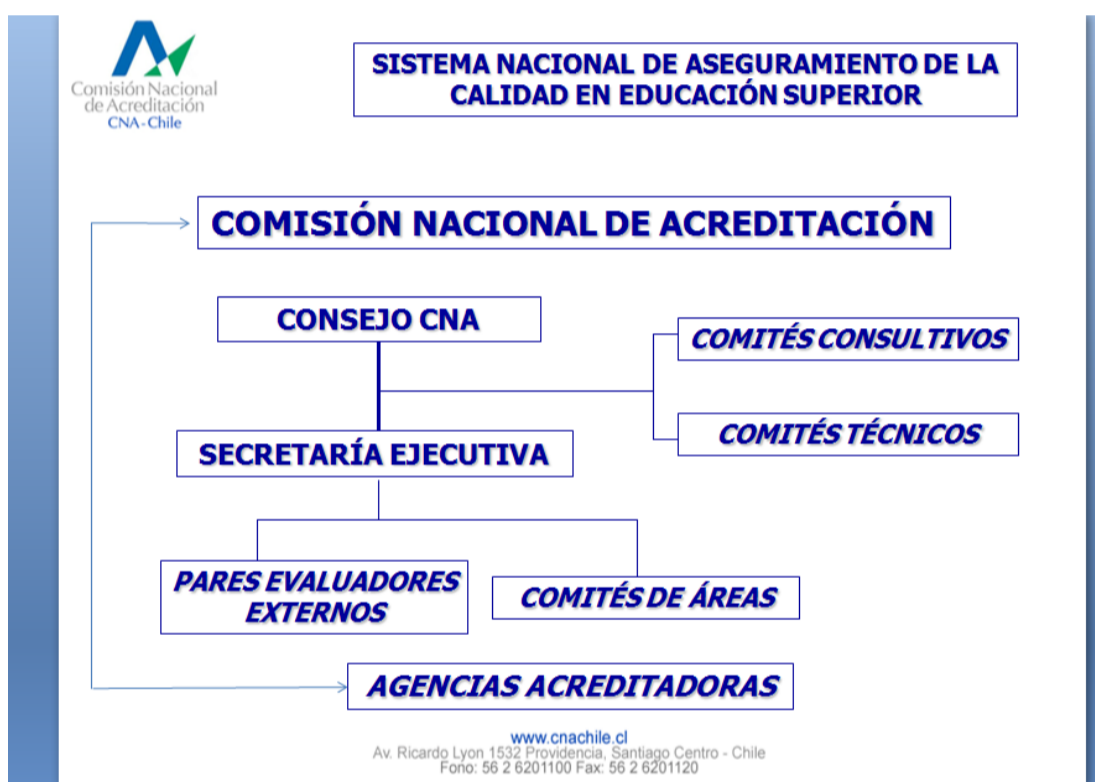 Comisión Nacional
de Acreditación
CNA-Chile
SISTEMA NACIONAL DE ASEGURAMIENTO DE LA
CALIDAD EN EDUCACIÓN SUPERIOR
COMISIÓN NACIONAL DE ACREDITACIÓN
CONSEJO CNA
COMITÉS CONSULTIVOS
COMITÉS TÉCNICOS
SECRETARÍA EJECUTIVA
PARES EVALUADORES
EXTERNOS
COMITÉS DE ÁREAS
AGENCIAS ACREDITADORAS
www.cnachile.cl
Av. Ricardo Lyon 1532 Providencia, Santiago Centro - Chile
Fono: 56 2 6201100 Fax: 56 2 6201120